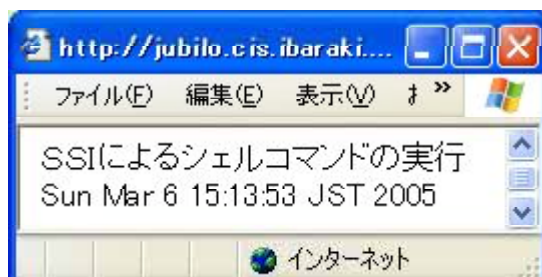 http://jubilo.cis.ibaraki....
ファイル(F) 編集(E) 表示(V) »
SSIによるシェルコマンドの実行
Sun Mar 6 15:13:53 JST 2005
インターネット